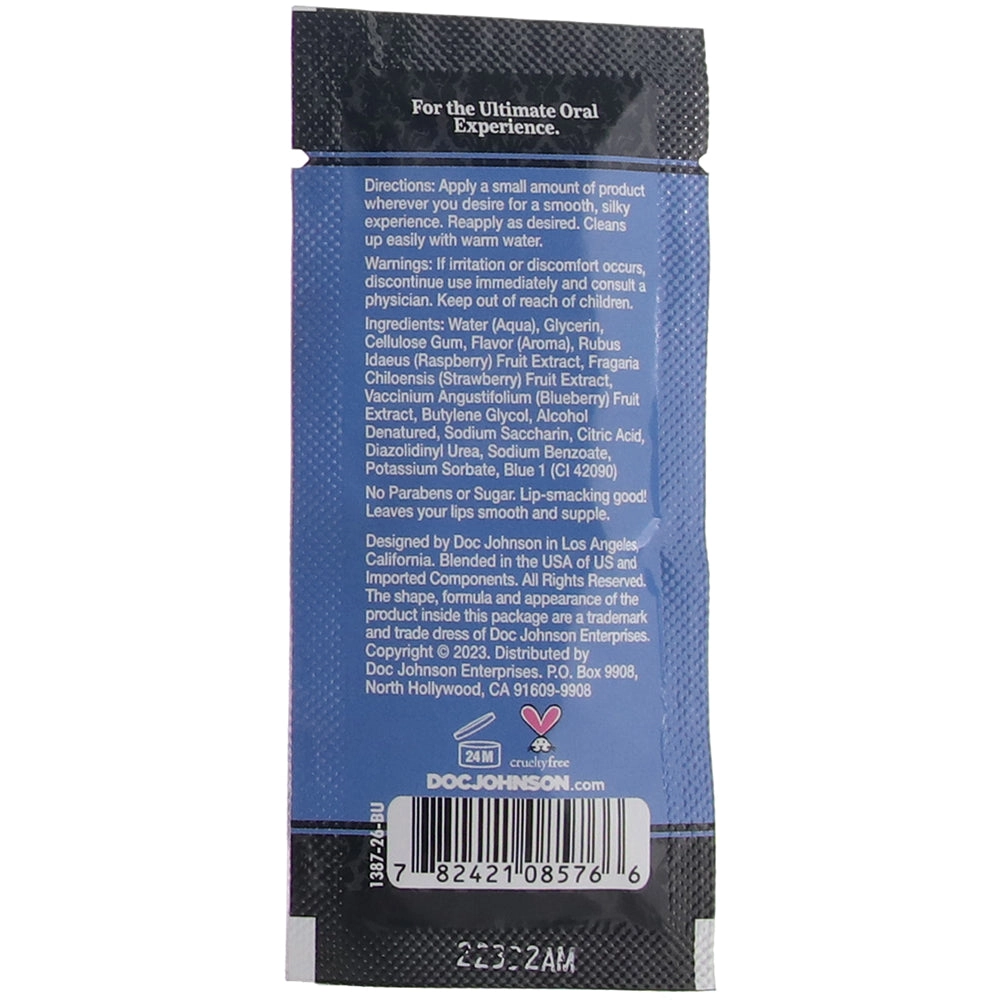 For the Ultimate Oral
Experience.
Directions: Apply a small amount of product
wherever you desire for a smooth, silky
experience. Reapply as desired. Cleans
up easily with warm water.
Warnings: If irritation or discomfort occurs,
discontinue use immediately and consult a
physician. Keep out of reach of children.
Ingredients: Water (Aqua), Glycerin,
Cellulose Gum, Flavor (Aroma), Rubus
Idaeus (Raspberry) Fruit Extract, Fragaria
Chiloensis (Strawberry) Fruit Extract,
Vaccinium Angustifolium (Blueberry) Fruit
Extract, Butylene Glycol, Alcohol
Denatured, Sodium Saccharin, Citric Acid,
Diazolidinyl Urea, Sodium Benzoate,
Potassium Sorbate, Blue 1 (CI 42090)
No Parabens or Sugar. Lip-smacking good!
Leaves your lips smooth and supple.
Designed by Doc Johnson in Los Angeles,
California. Blended in the USA of US and
Imported Components. All Rights Reserved.
The shape, formula and appearance of the
product inside this package are a trademark
and trade dress of Doc Johnson Enterprises.
Copyright © 2023. Distributed by
Doc Johnson Enterprises. P.O. Box 9908,
North Hollywood, CA 91609-9908
24M
crueltyfree
DOCJOHNSON.com
1387-26-BU
7 82421 08576 6